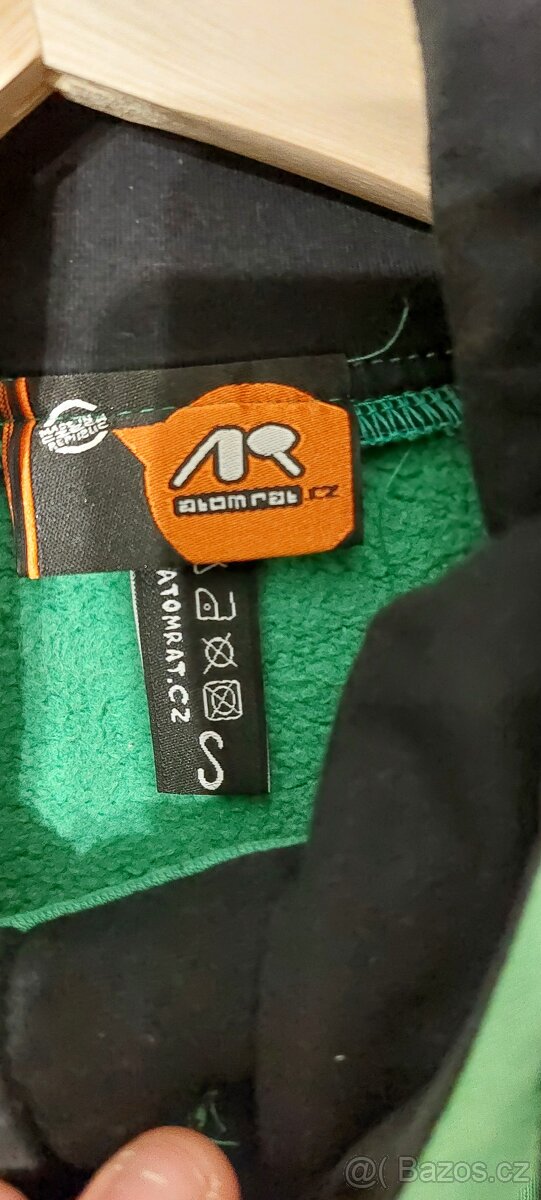 AR
atomrat.cz
ATOMRAT.CZ
S
@( Bazos.cz